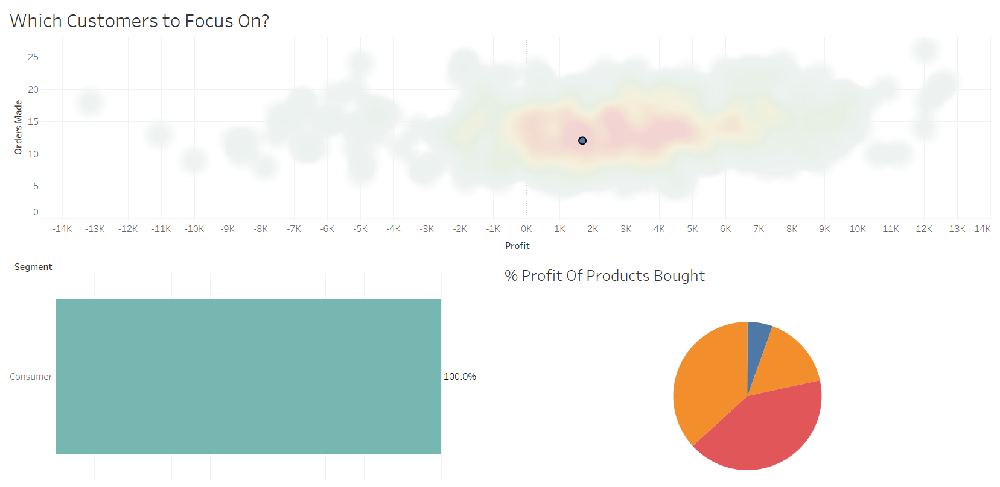 Which Customers to Focus On?
Orders Made
25
20
15
10
5
0
-14K -13K -12K -11K -10K -9K -8K -7K -6K -5K -4K -3K -2K -1K 0K 1K 2K 3K 4K 5K 6K 7K 8K 9K 10K 11K 12K 13K 14K
Profit
Segment
Consumer
100.0%
% Profit Of Products Bought